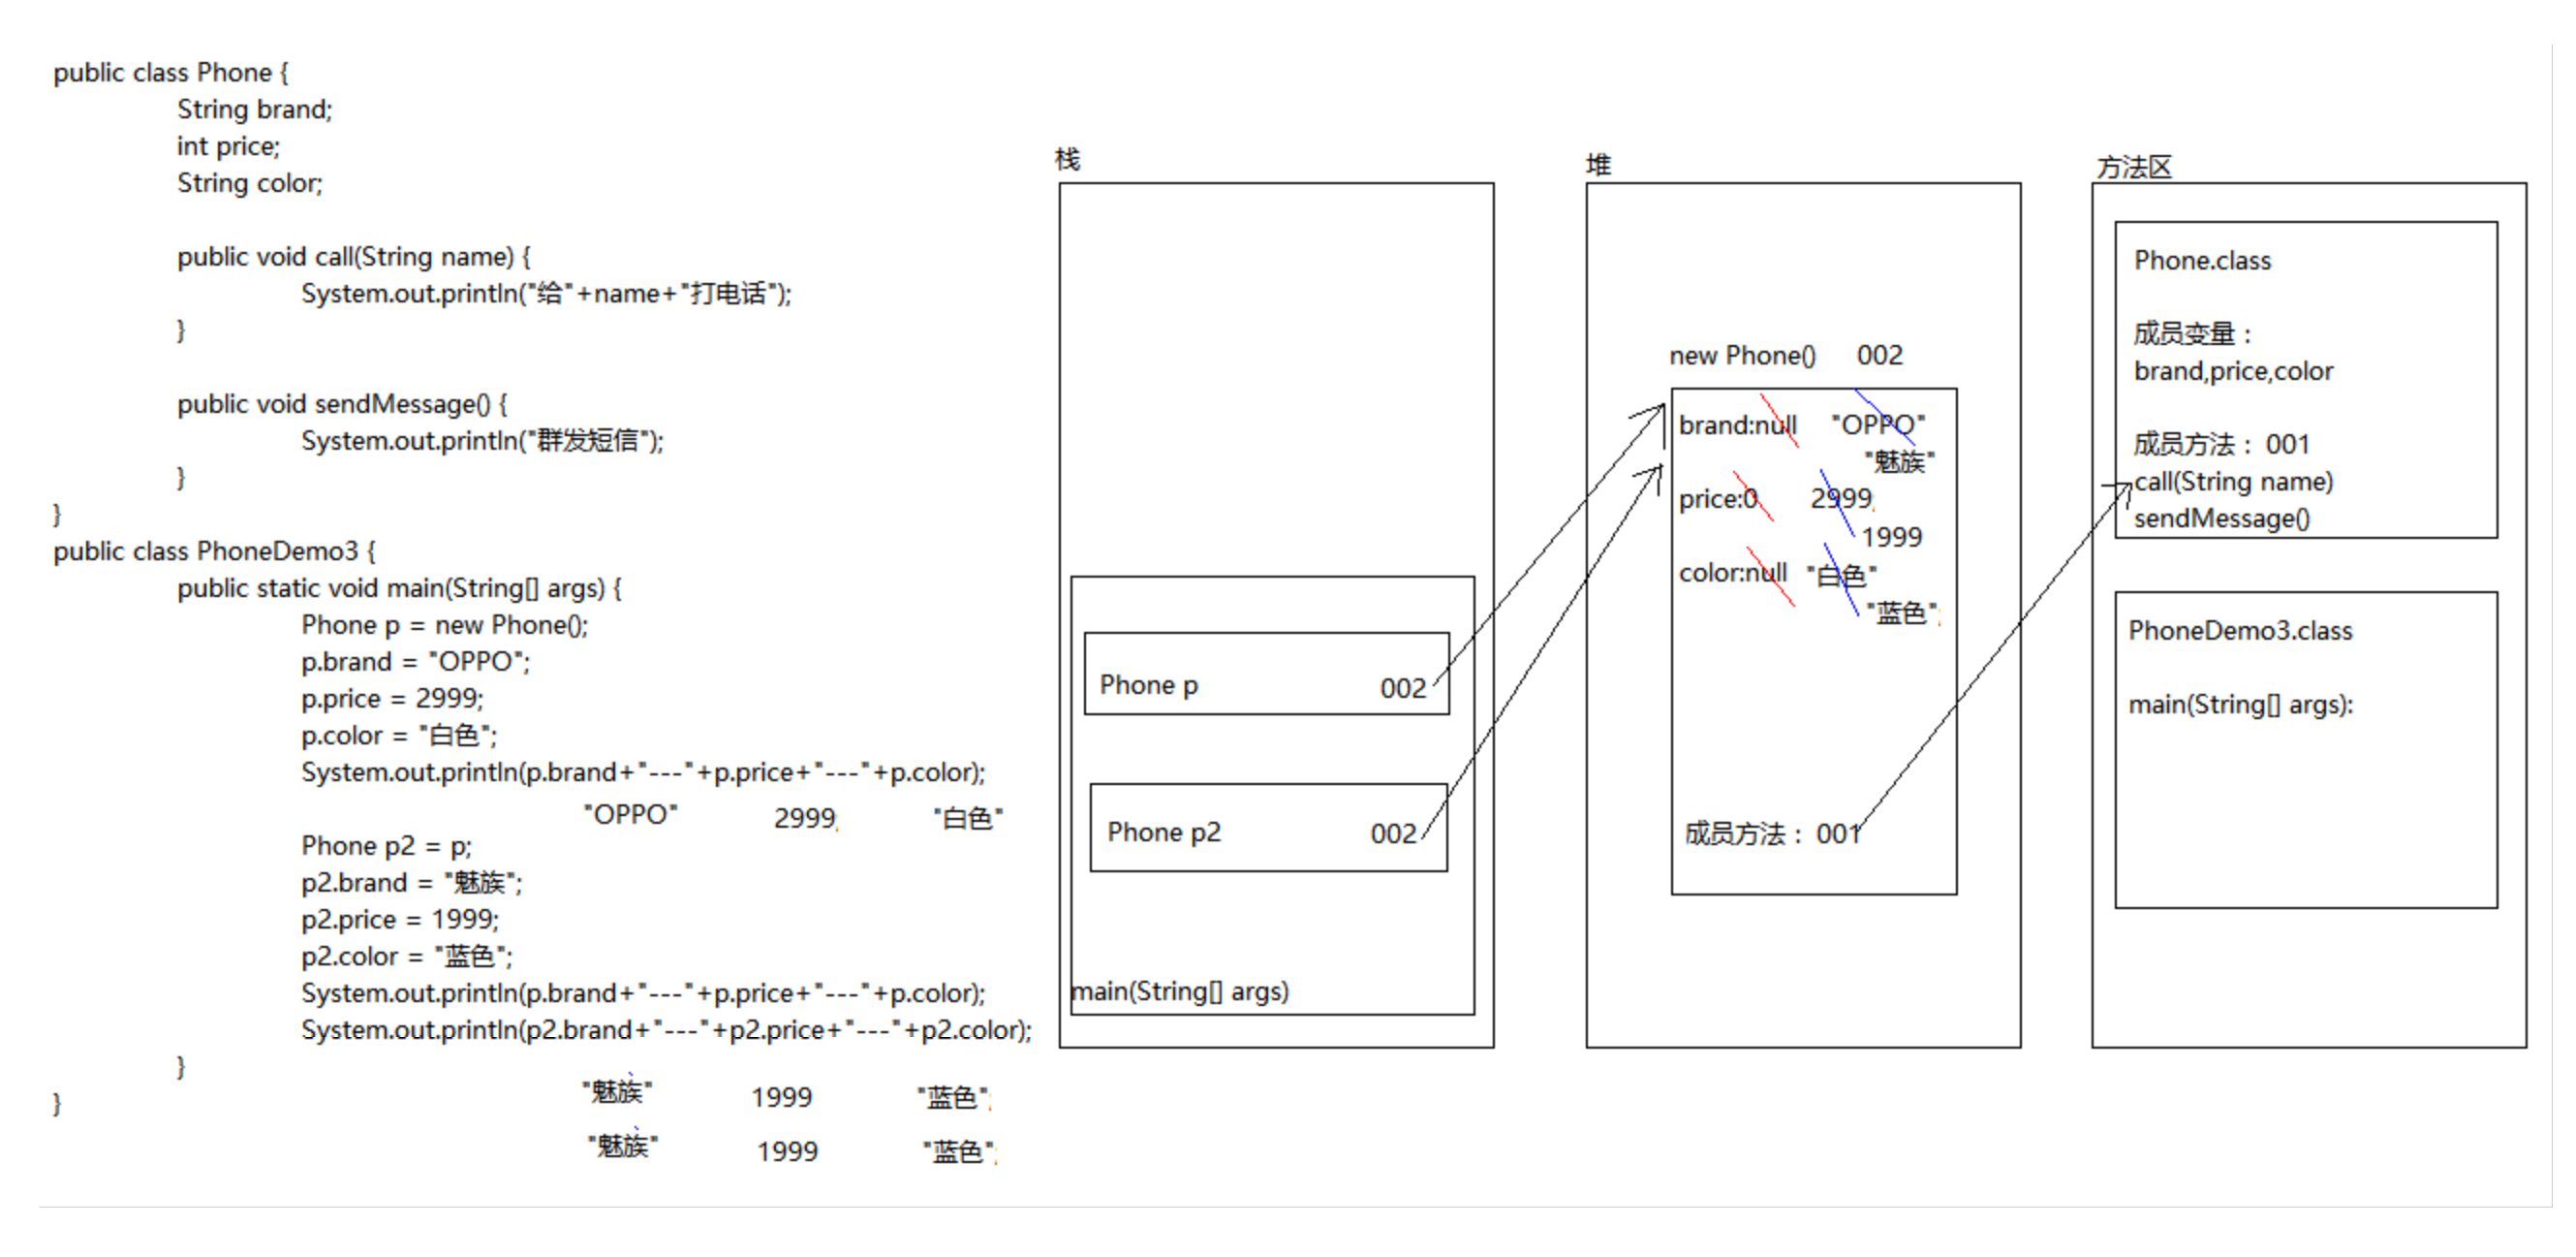 public class Phone {
String brand;
int price;
String color;
public void call(String name) {
System.out.println("给"+name+"打电话");
}
public void sendMessage() {
System.out.println("群发短信");
}
}
public class PhoneDemo3 {
public static void main(String[] args) {
Phone p = new Phone();
p.brand = "OPPO";
p.price = 2999;
p.color = "白色";
System.out.println(p.brand+"---"+p.price+"---"+p.color);
"OPPO" 2999; "白色"
Phone p2 = p;
p2.brand = "魅族";
p2.price = 1999;
p2.color = "蓝色";
System.out.println(p.brand+"---"+p.price+"---"+p.color);
System.out.println(p2.brand+"---"+p2.price+"---"+p2.color);
}
}
"魅族" 1999 "蓝色";
"魅族" 1999 "蓝色";
栈
Phone p 002
Phone p2 002
main(String[] args)
堆
new Phone() 002
brand:null "OPPO"
"魅族"
price:0 2999;
1999
color:null "白色"
"蓝色";
成员方法：001
方法区
Phone.class
成员变量：
brand,price,color
成员方法：001
call(String name)
sendMessage()
PhoneDemo3.class
main(String[] args):